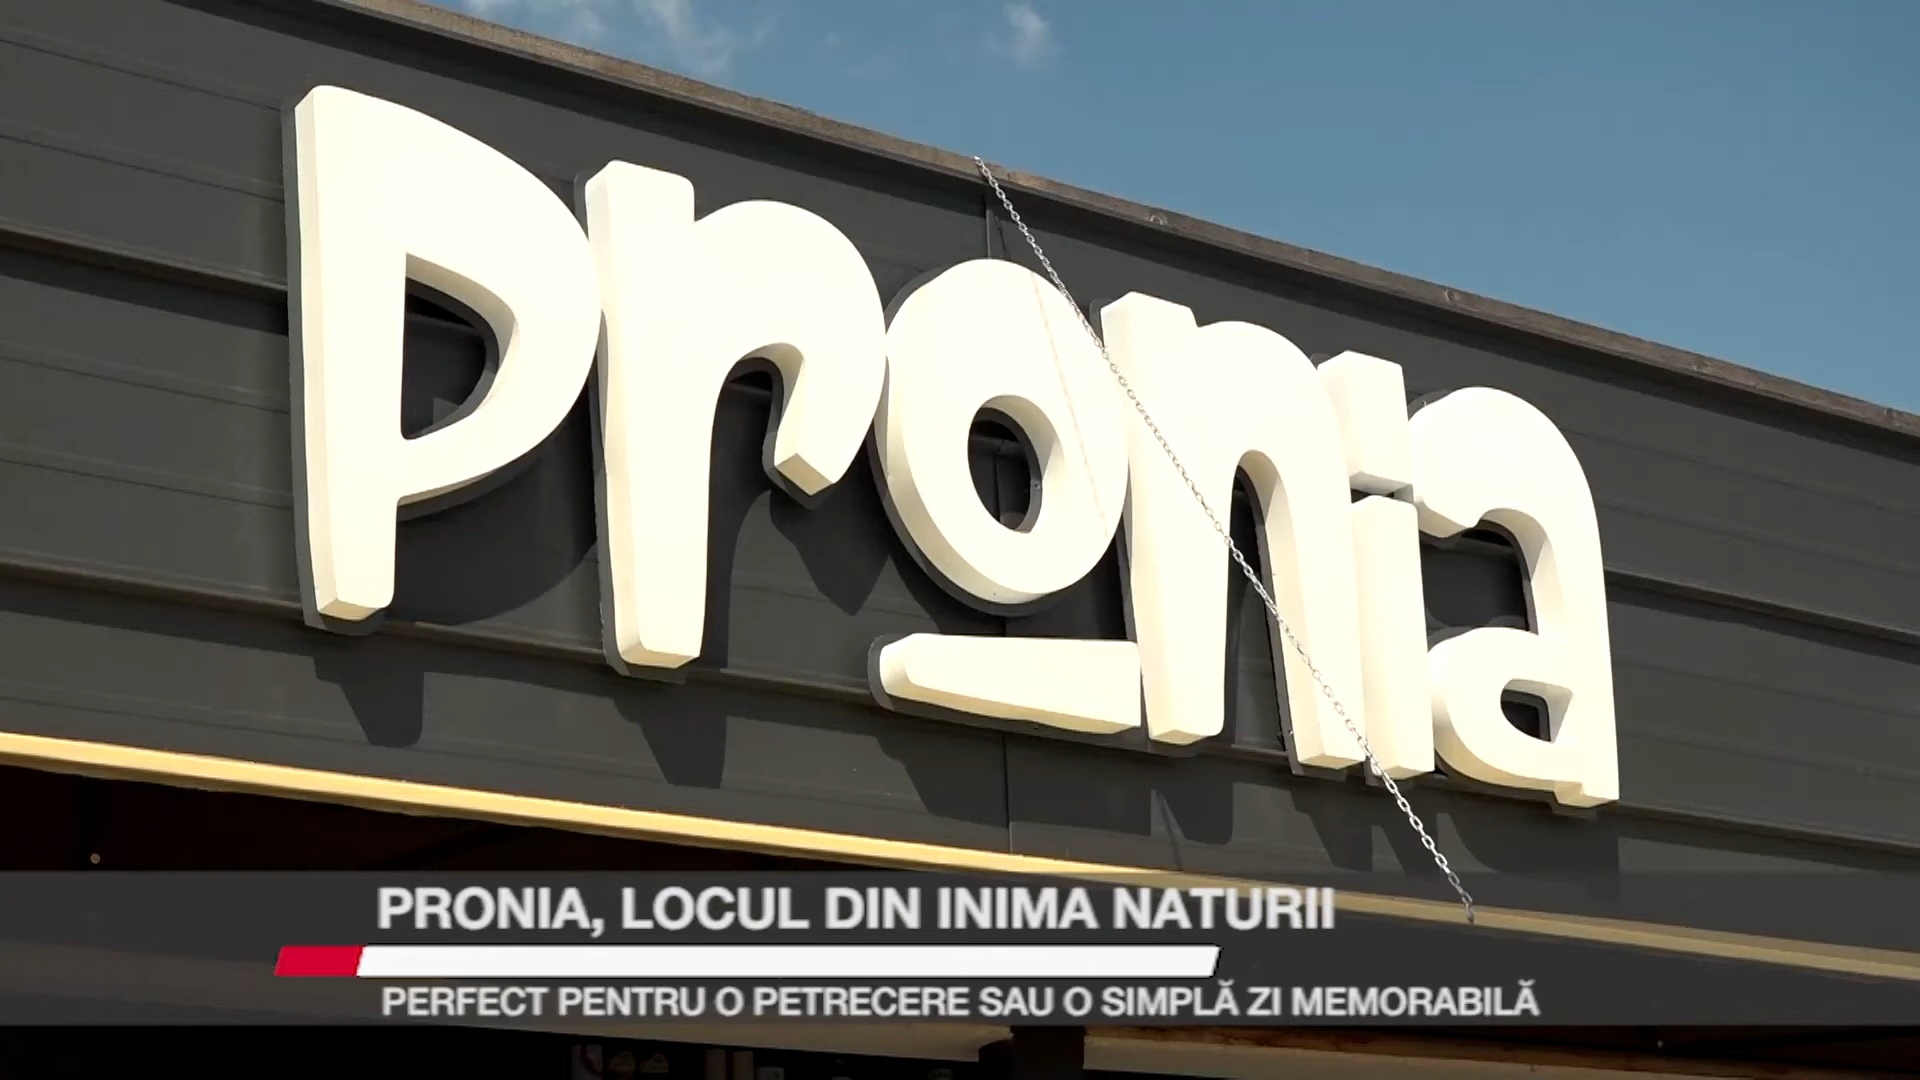 pronia
PRONIA, LOCUL DIN INIMA NATURII
PERFECT PENTRU O PETRECERE SAU O SIMPLĂ ZI MEMORABILĂ